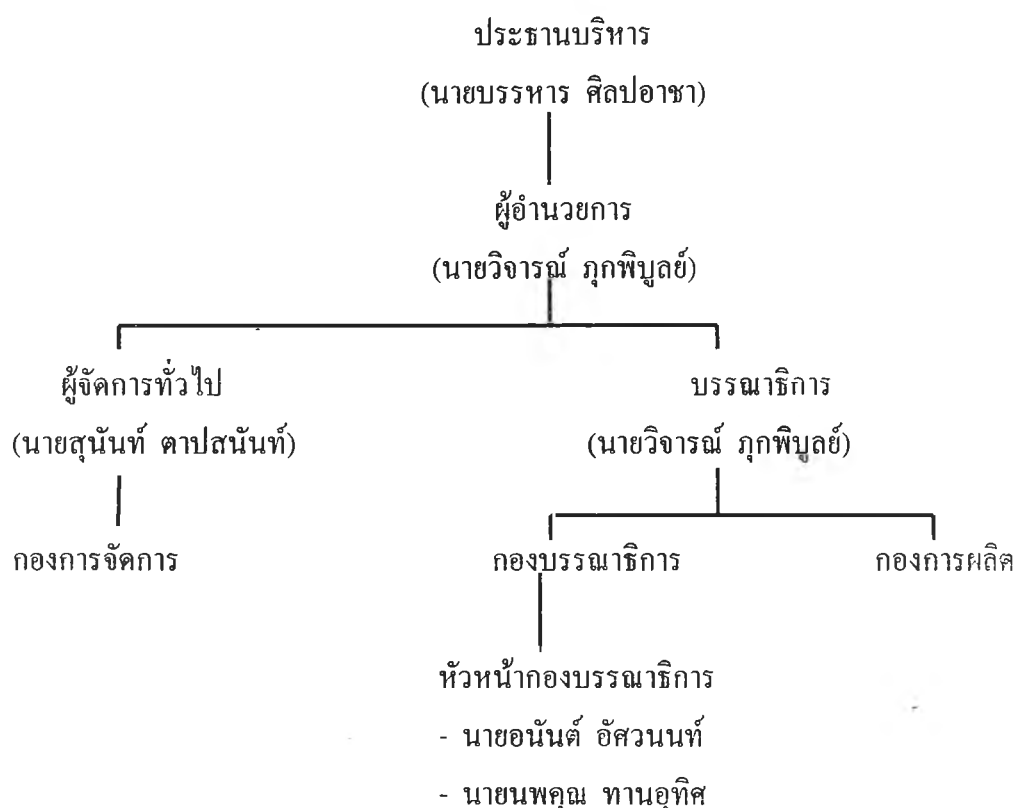 ประธานบริหาร
(นายบรรหาร ศิลปอาชา)
ผู้อำนวยการ
(นายวิจารณ์ ภุกพิบูลย์)
ผู้จัดการทั่วไป
บรรณาธิการ
(นายสุนันท์ ตาปสนันท์)
(นายวิจารณ์ ภุกพิบูลย์)
กองการจัดการ
กองบรรณาธิการ
กองการผลิต
หัวหน้ากองบรรณาธิการ
- นายอนันต์ อัศวนนท์
- นายนพคุณ ทานอุทิศ